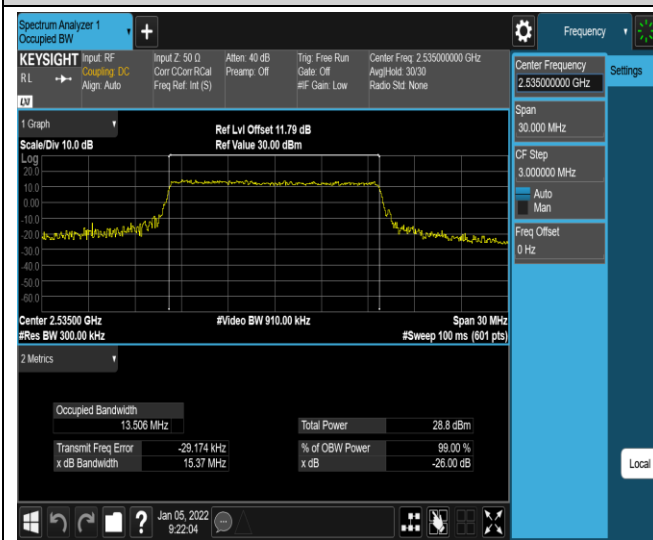 Spectrum Analyzer 1
Occupied BW
+
Frequency
KEYSIGHT
RL
LXI
Input: RF
Coupling: DC
Align: Auto
Input Z: 50 Ω
Corr CCorr RCal
Freq Ref: Int (S)
Atten: 40 dB
Preamp: Off
Trig: Free Run
Gate: Off
#IF Gain: Low
Center Freq: 2.535000000 GHz
Avg|Hold: 30/30
Radio Std: None
Center Frequency
2.535000000 GHz
Settings
Span
30.000 MHz
CF Step
3.000000 MHz
Auto
Man
Freq Offset
0 Hz
1 Graph
Scale/Div 10.0 dB
Ref Lvl Offset 11.79 dB
Ref Value 30.00 dBm
Log
20.0
10.0
0.00
-10.0
-20.0
-30.0
-40.0
-50.0
-60.0
Center 2.53500 GHz
#Res BW 300.00 kHz
#Video BW 910.00 kHz
Span 30 MHz
#Sweep 100 ms (601 pts)
2 Metrics
Occupied Bandwidth
13.506 MHz
Total Power 28.8 dBm
Transmit Freq Error -29.174 kHz
% of OBW Power 99.00 %
x dB Bandwidth 15.37 MHz
x dB -26.00 dB
Local
?
Jan 05, 2022
9:22:04